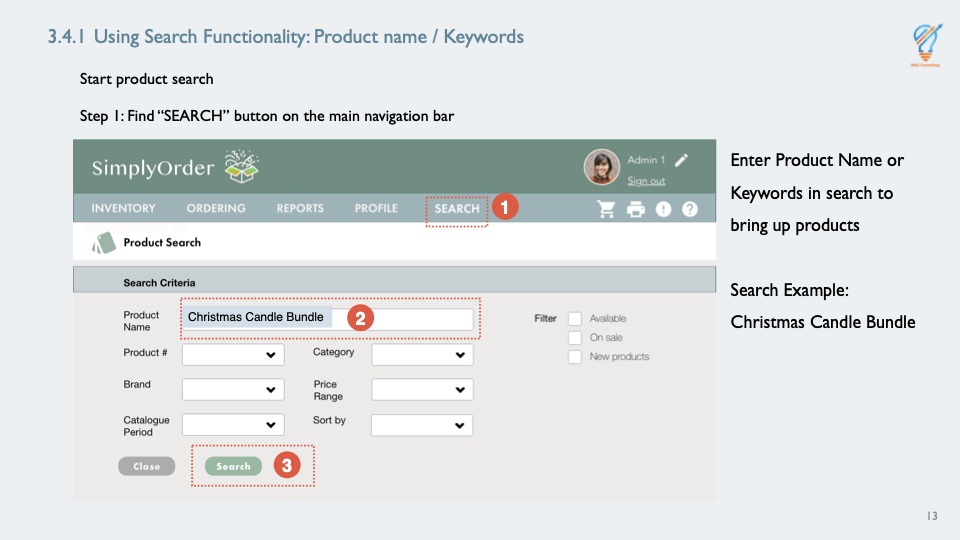 3.4.1 Using Search Functionality: Product name / Keywords
Start product search
Step 1: Find “SEARCH” button on the main navigation bar
SimplyOrder
Admin 1
Sign out
INVENTORY ORDERING REPORTS PROFILE SEARCH 1
Product Search
Search Criteria
Product
Name
Christmas Candle Bundle 2
Filter
Available
On sale
New products
Product #
Category
Brand
Price
Range
Catalogue
Period
Sort by
Close
Search 3
Enter Product Name or
Keywords in search to
bring up products
Search Example:
Christmas Candle Bundle
13